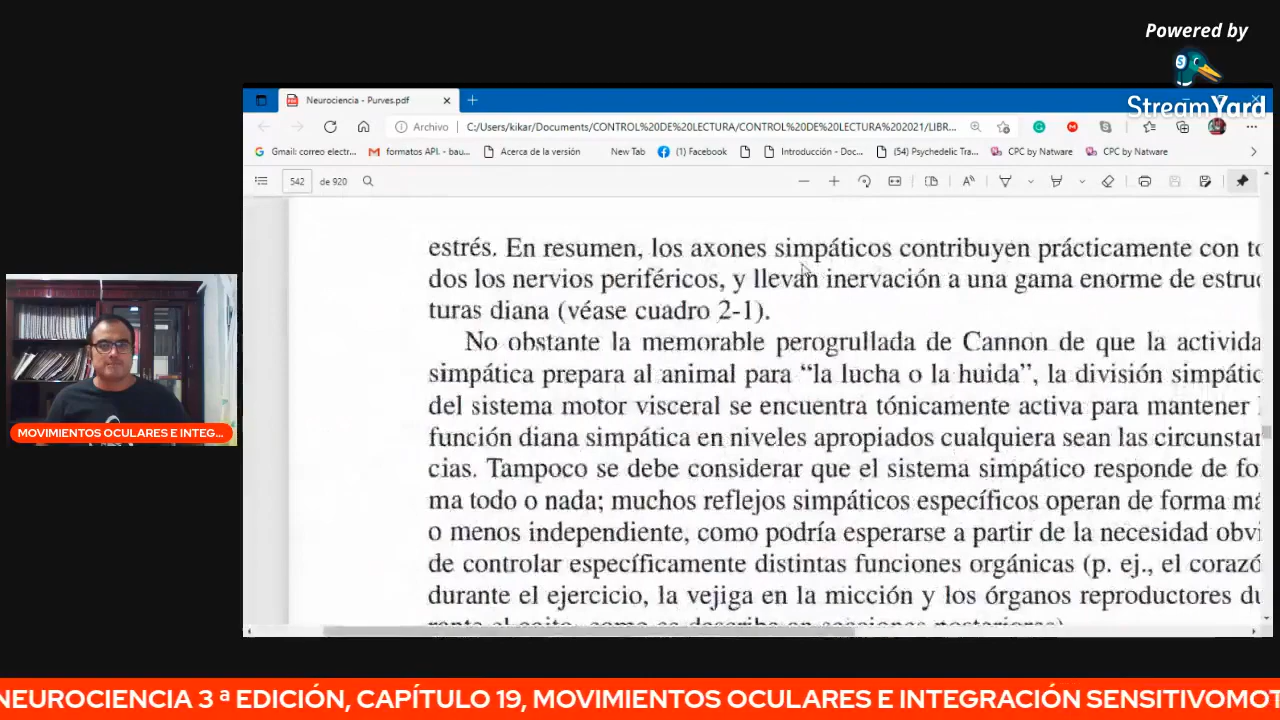 Powered by
StreamYard
Neurociencia - Purves.pdf
Archivo C:/Users/kikar/Documents/CONTROL%20DE%20LECTURA/CONTROL%20DE%20LECTURA%202021/LIBR...
Gmail: correo electr... formatos API. - bau... Acerca de la versión New Tab (1) Facebook Introducción - Doc... (54) Psychedelic Tra... CPC by Natware CPC by Natware
542 de 920
estrés. En resumen, los axones simpáticos contribuyen prácticamente con to
dos los nervios periféricos, y llevan inervación a una gama enorme de estruc
turas diana (véase cuadro 2-1).
No obstante la memorable perogrullada de Cannon de que la activida
simpática prepara al animal para “la lucha o la huida”, la división simpátic
del sistema motor visceral se encuentra tónicamente activa para mantener
función diana simpática en niveles apropiados cualquiera sean las circunstan
cias. Tampoco se debe considerar que el sistema simpático responde de fo
ma todo o nada; muchos reflejos simpáticos específicos operan de forma má
o menos independiente, como podría esperarse a partir de la necesidad obvi
de controlar específicamente distintas funciones orgánicas (p. ej., el corazó
durante el ejercicio, la vejiga en la micción y los órganos reproductores du
rante el coito, como se describe en secciones posteriores)
MOVIMIENTOS OCULARES E INTEG...
NEUROCIENCIA 3 ª EDICIÓN, CAPÍTULO 19, MOVIMIENTOS OCULARES E INTEGRACIÓN SENSITIVOMOT